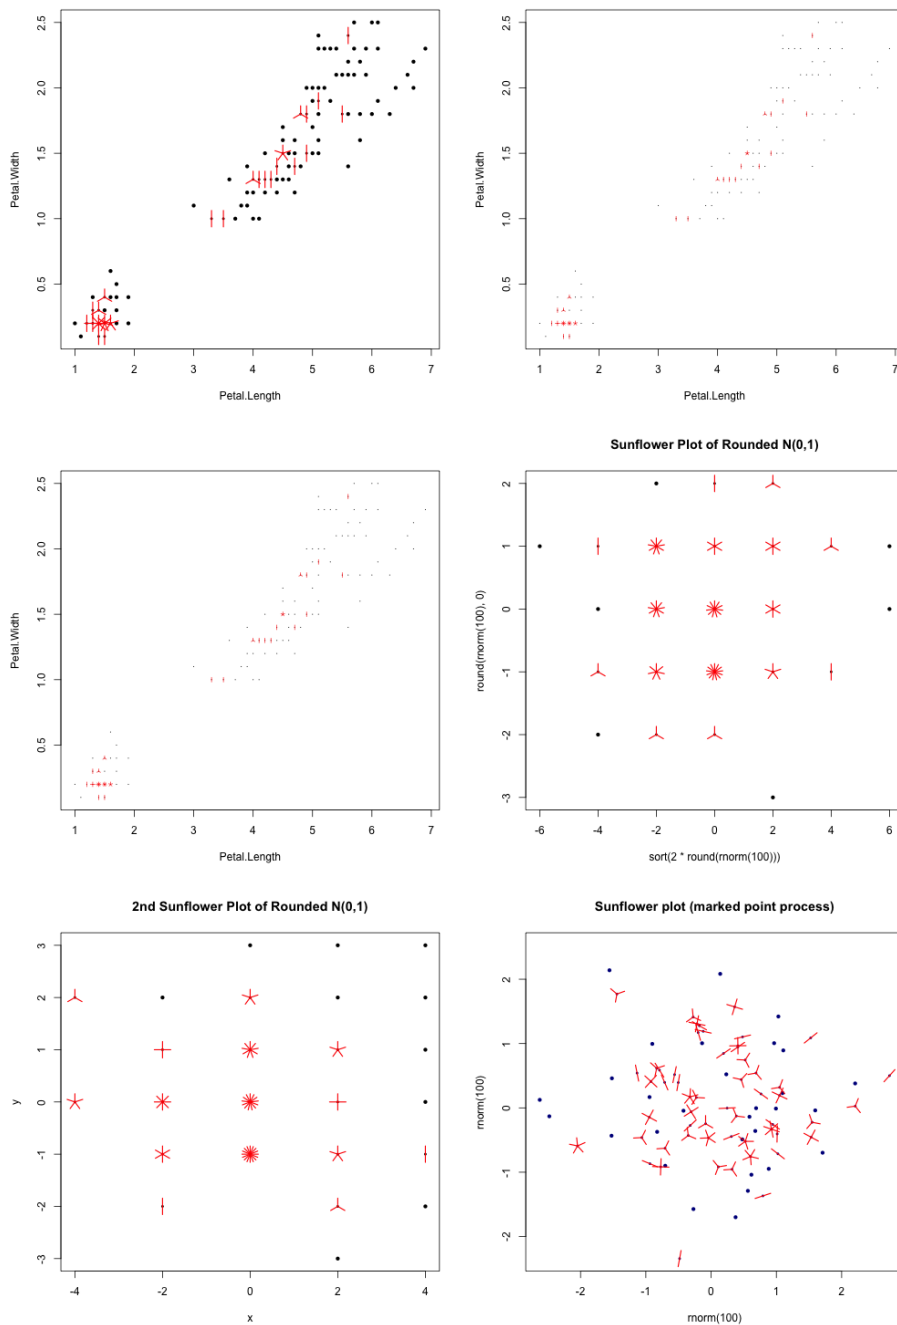 2.5
2.0
1.5
1.0
0.5
Petal.Width
1 2 3 4 5 6 7
Petal.Length
2.5
2.0
1.5
1.0
0.5
Petal.Width
1 2 3 4 5 6 7
Petal.Length
2.5
2.0
1.5
1.0
0.5
Petal.Width
1 2 3 4 5 6 7
Petal.Length
Sunflower Plot of Rounded N(0,1)
2
1
0
-1
-2
-3
round(rnorm(100), 0)
-6 -4 -2 0 2 4 6
sort(2 * round(rnorm(100)))
2nd Sunflower Plot of Rounded N(0,1)
3
2
1
0
-1
-2
-3
y
-4 -2 0 2 4
x
Sunflower plot (marked point process)
2
1
0
-1
-2
rnorm(100)
-2 -1 0 1 2
rnorm(100)